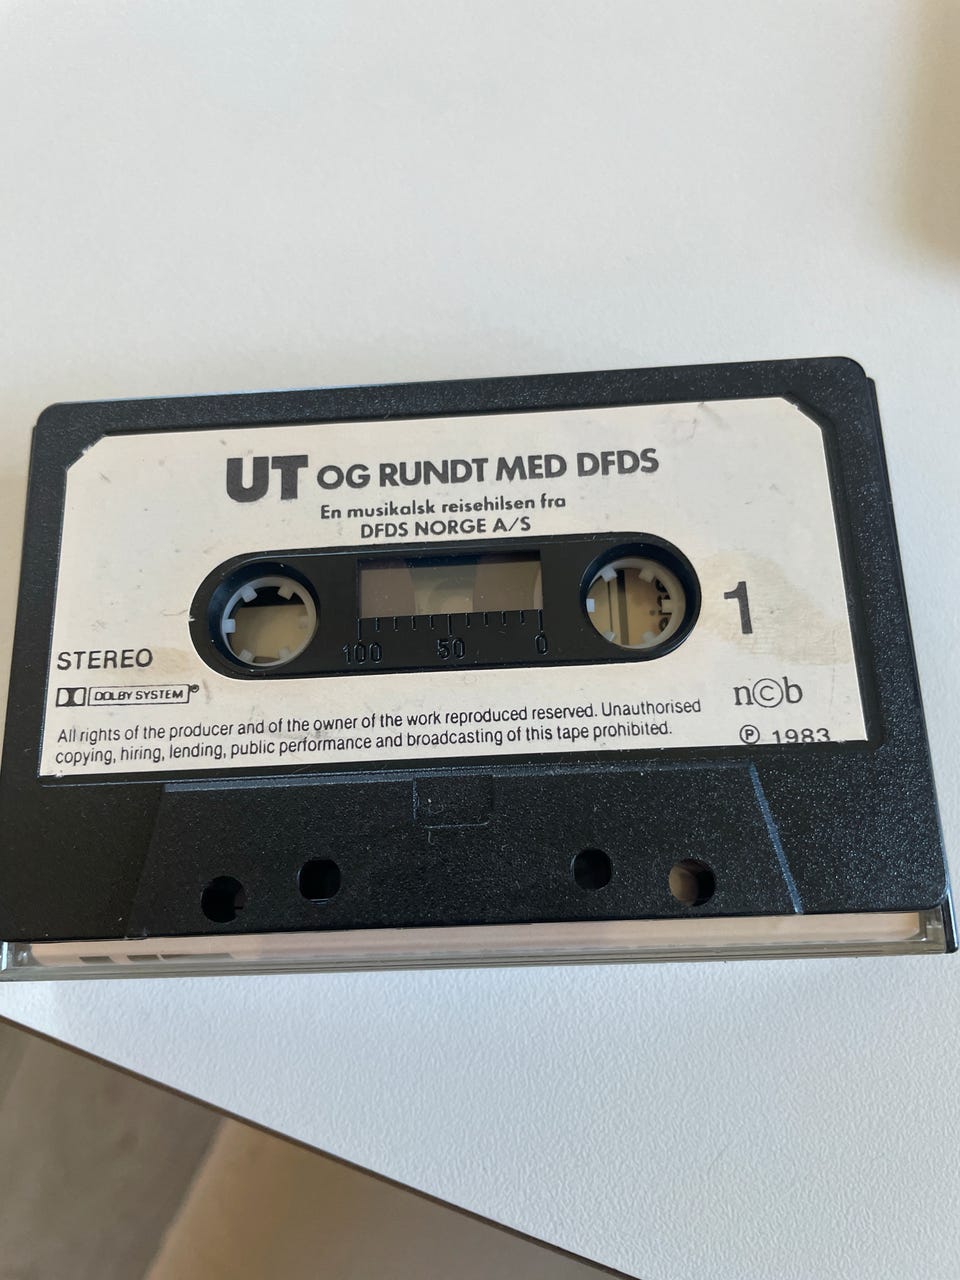 UT OG RUNDT MED DFDS
En musikalsk reisehilsen fra
DFDS NORGE A/S
1
100 50 0
STEREO
DOLBY SYSTEM®
n©b
All rights of the producer and of the owner of the work reproduced reserved. Unauthorised
copying, hiring, lending, public performance and broadcasting of this tape prohibited.
℗ 1983